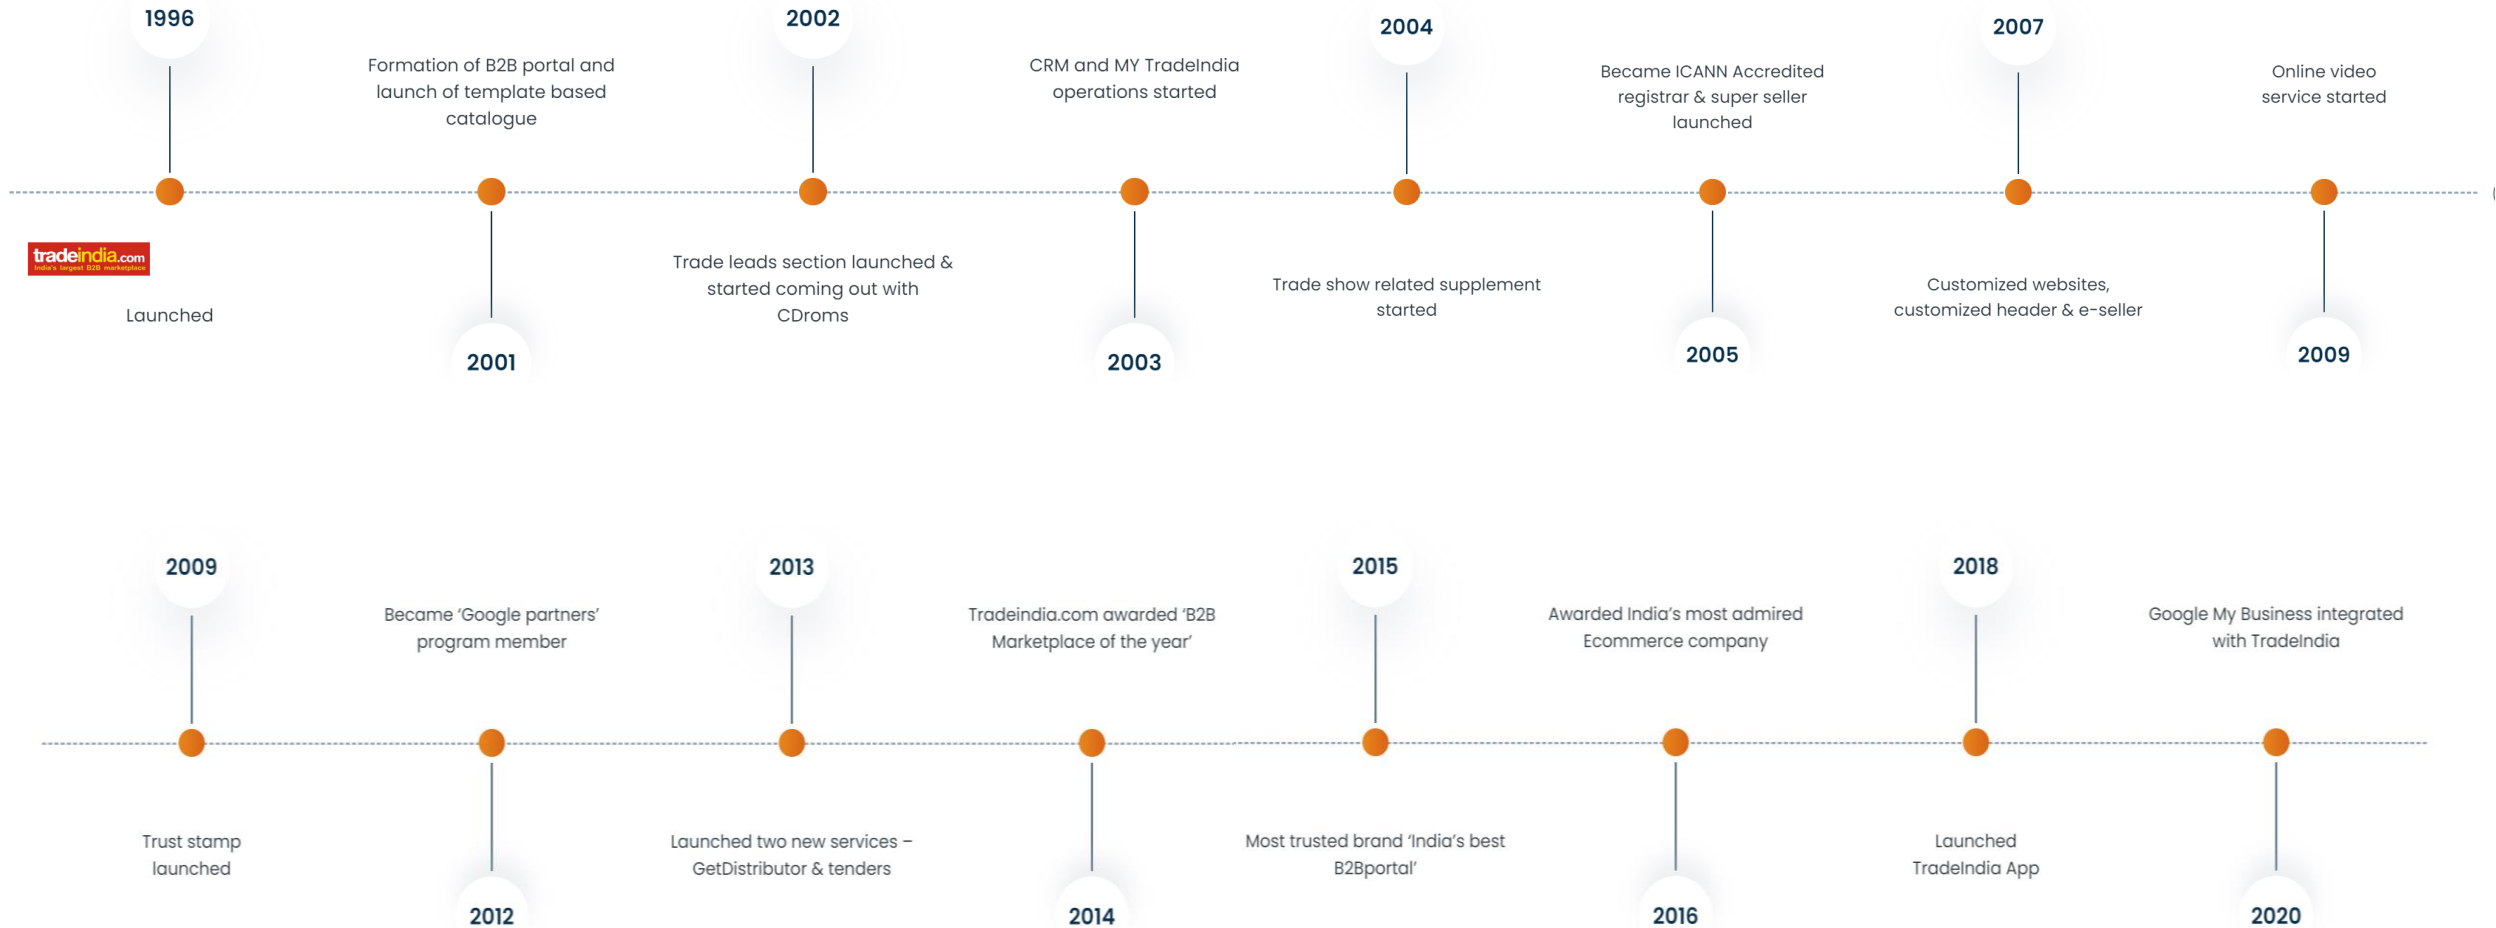 1996
tradeindia.com
India's largest B2B marketplace
Launched
Formation of B2B portal and
launch of template based
catalogue
2001
2002
Trade leads section launched &
started coming out with
CDroms
CRM and MY TradeIndia
operations started
2003
2004
Trade show related supplement
started
Became ICANN Accredited
registrar & super seller
launched
2005
2007
Customized websites,
customized header & e-seller
Online video
service started
2009
2009
Trust stamp
launched
Became ‘Google partners’
program member
2012
2013
Launched two new services –
GetDistributor & tenders
Tradeindia.com awarded ‘B2B
Marketplace of the year’
2014
2015
Most trusted brand ‘India’s best
B2Bportal’
Awarded India’s most admired
Ecommerce company
2016
2018
Launched
TradeIndia App
Google My Business integrated
with TradeIndia
2020